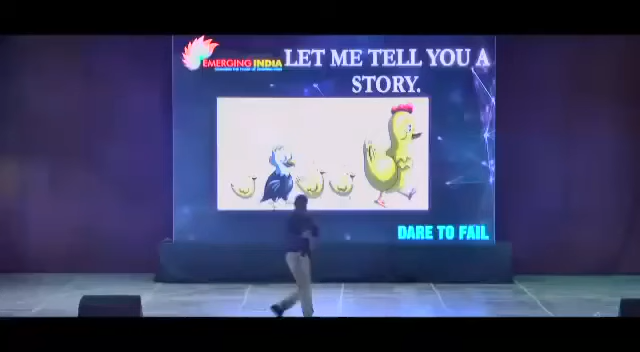 EMERGING INDIA
LET ME TELL YOU A
STORY.
DARE TO FAIL